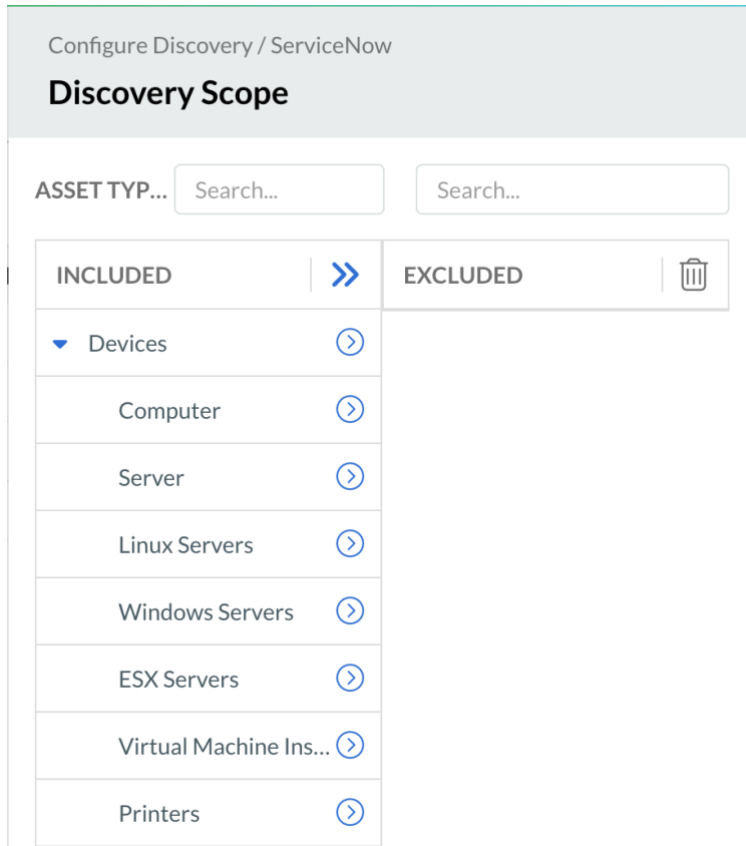 Configure Discovery / ServiceNow
Discovery Scope
ASSET TYP... Search... Search...
INCLUDED EXCLUDED
Devices
Computer
Server
Linux Servers
Windows Servers
ESX Servers
Virtual Machine Ins...
Printers